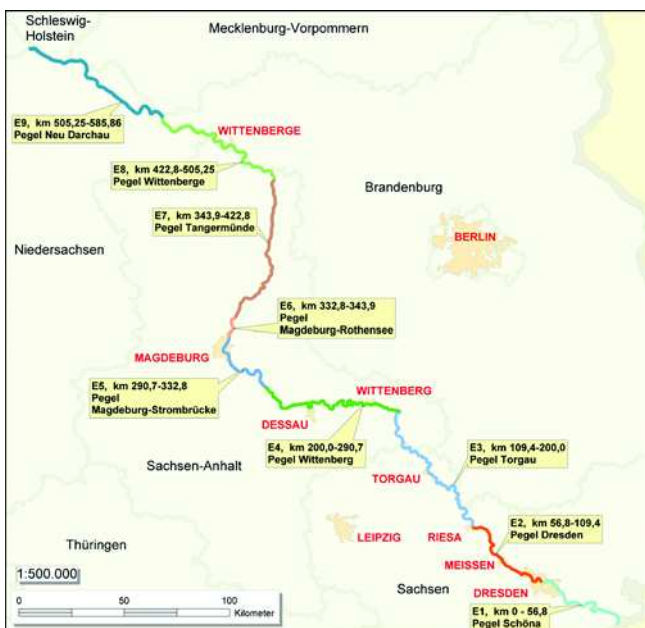 Schleswig-
Holstein
Mecklenburg-Vorpommern
E9, km 505,25-585,86
Pegel Neu Darchau
WITTENBERGE
E8, km 422,8-505,25
Pegel Wittenberge
Brandenburg
E7, km 343,9-422,8
Pegel Tangermünde
Niedersachsen
BERLIN
E6, km 332,8-343,9
Pegel
Magdeburg-Rothensee
MAGDEBURG
E5, km 290,7-332,8
Pegel
Magdeburg-Strombrücke
WITTENBERG
DESSAU
E4, km 200,0-290,7
Pegel Wittenberg
E3, km 109,4-200,0
Pegel Torgau
Sachsen-Anhalt
TORGAU
LEIPZIG
RIESA
E2, km 56,8-109,4
Pegel Dresden
Thüringen
MEISSEN
1:500.000
Sachsen
DRESDEN
E1, km 0 - 56,8
Pegel Schöna
0 50 100
Kilometer